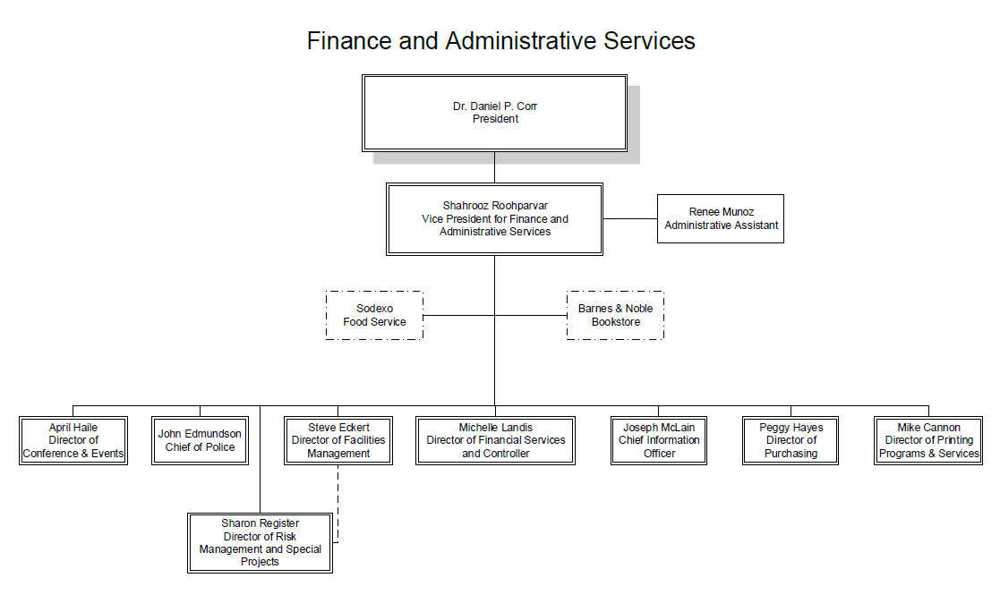 Finance and Administrative Services
Dr. Daniel P. Corr
President
Shahrooz Roohparvar
Vice President for Finance and
Administrative Services
Renee Munoz
Administrative Assistant
Sodexo
Food Service
Barnes & Noble
Bookstore
April Haile
Director of
Conference & Events
John Edmundson
Chief of Police
Steve Eckert
Director of Facilities
Management
Michelle Landis
Director of Financial Services
and Controller
Joseph McLain
Chief Information
Officer
Peggy Hayes
Director of
Purchasing
Mike Cannon
Director of Printing
Programs & Services
Sharon Register
Director of Risk
Management and Special
Projects